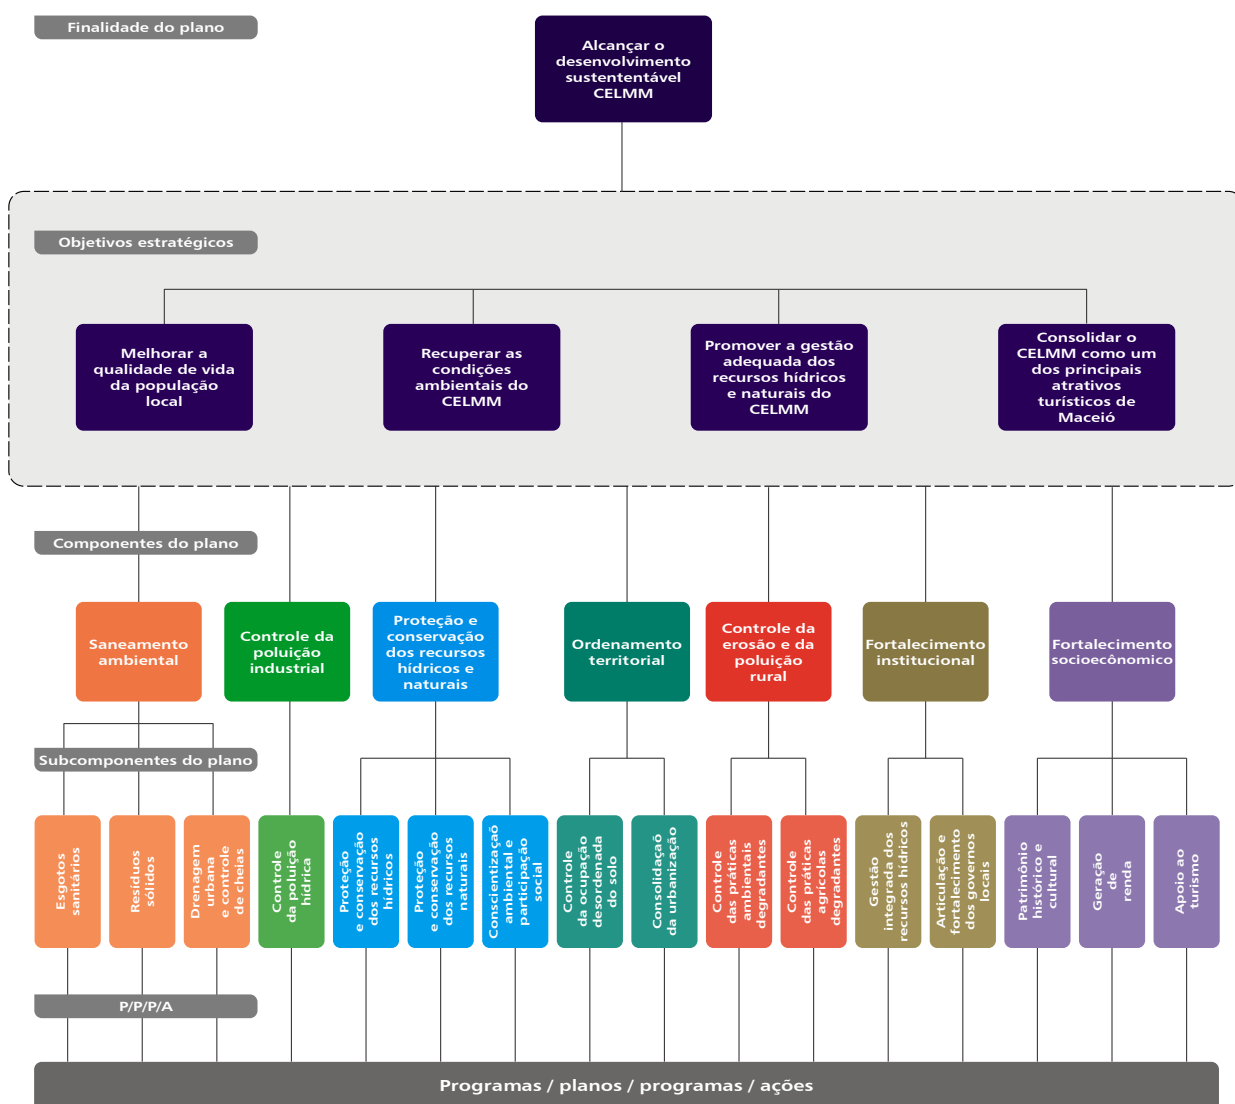 Finalidade do plano
Alcançar o
desenvolvimento
sustententável
CELMM
Objetivos estratégicos
Melhorar a
qualidade de vida
da população
local
Recuperar as
condições
ambientais do
CELMM
Promover a gestão
adequada dos
recursos hídricos
e naturais do
CELMM
Consolidar o
CELMM como um
dos principais
atrativos
turísticos de
Maceió
Componentes do plano
Saneamento
ambiental
Controle da
poluição
industrial
Proteção e
conservação
dos recursos
hídricos e
naturais
Ordenamento
territorial
Controle da
erosão e da
poluição
rural
Fortalecimento
institucional
Fortalecimento
socioecônomico
Subcomponentes do plano
Esgotos
sanitários
Resíduos
sólidos
Drenagem
urbana
e controle
de cheias
Controle
da poluição
hídrica
Proteção
e conservação
dos recursos
hídricos
Proteção
e conservação
dos recursos
naturais
Conscientizaçaõ
ambiental e
participação
social
Controle
da ocupação
desordenada
do solo
Consolidaçaõ
da urbanização
Controle
das práticas
ambientais
degradantes
Controle
das práticas
agrícolas
degradantes
Gestão
integrada dos
recursos hídricos
Articulação e
fortalecimento
dos governos
locais
Patrimônio
histórico e
cultural
Geração
de
renda
Apoio ao
turismo
P/P/P/A
Programas / planos / programas / ações